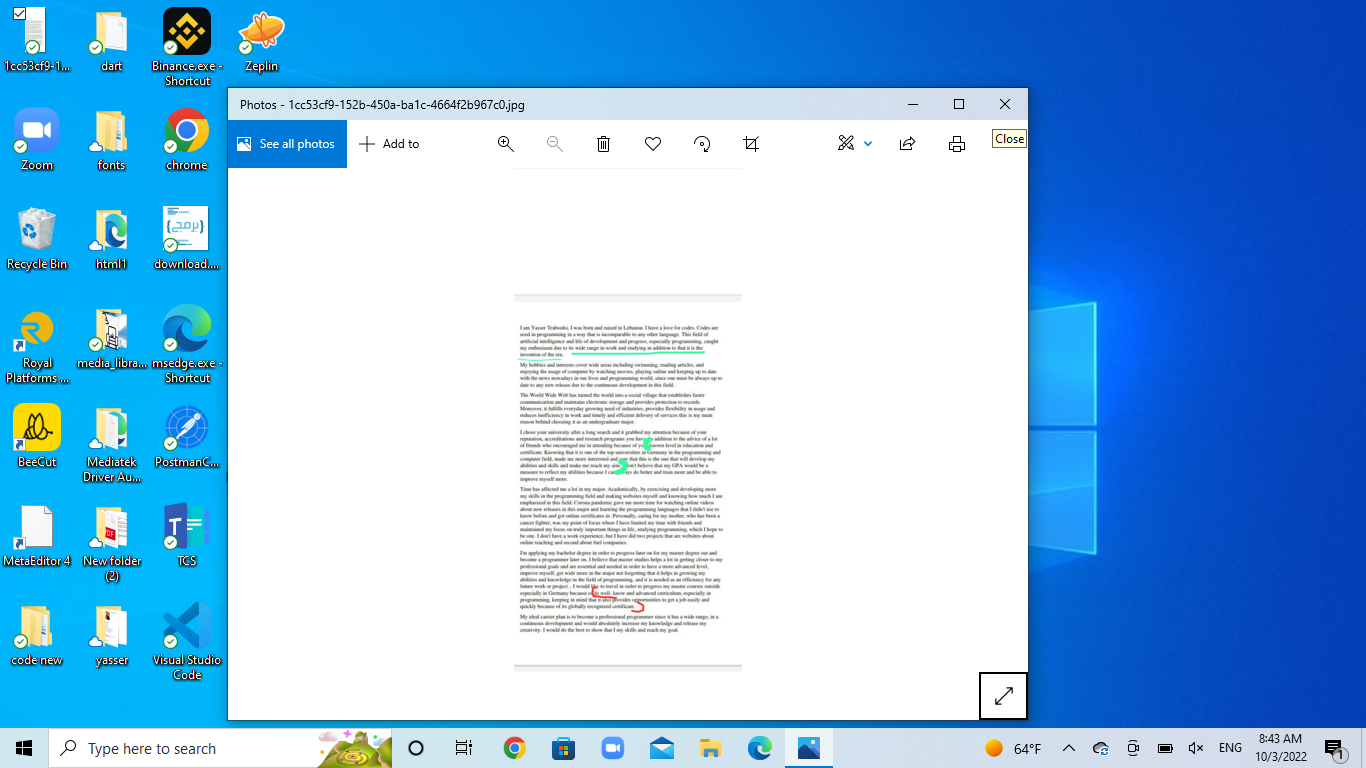 1cc53cf9-1...
dart
Binance.exe - Shortcut
Zeplin
Zoom
fonts
chrome
Recycle Bin
html1
{برمج}
download....
Royal Platforms ...
media_libra...
msedge.exe - Shortcut
BeeCut
Mediatek Driver Au...
PostmanC...
MetaEditor 4
PDF
New folder (2)
TCS
code new
yasser
Visual Studio Code
Photos - 1cc53cf9-152b-450a-ba1c-4664f2b967c0.jpg
See all photos
Add to
Close
I am Yasser Traboulsi, I was born and raised in Lebanon. I have a love for codes. Codes are
used in programming in a way that is incomparable to any other language. This field of
artificial intelligence and life of development and progress, especially programming, caught
my enthusiasm due to its wide range in work and studying in addition to that it is the
invention of the era.
My hobbies and interests cover wide areas including swimming, reading articles, and
enjoying the usage of computer by watching movies, playing online and keeping up to date
with the news nowadays in our lives and programming world, since one must be always up to
date to any new release due to the continuous development in this field.
The World Wide Web has turned the world into a social village that establishes faster
communication and maintains electronic storage and provides protection to records.
Moreover, it fulfills everyday growing need of industries, provides flexibility in usage and
reduces inefficiency in work and timely and efficient delivery of services this is my main
reason behind choosing it as an undergraduate major.
I chose your university after a long search and it grabbed my attention because of your
reputation, accreditations and research programs you have addition to the advice of a lot
of friends who encouraged me in attending because of known level in education and
certificate. Knowing that it is one of the top universities in Germany in the programming and
computer field, made me more interested and that this is the one that will develop my
abilities and skills and make me reach my believe that my GPA would be a
measure to reflect my abilities because I do better and train more and be able to
improve myself more.
Time has affected me a lot in my major. Academically, by exercising and developing more
my skills in the programming field and making websites myself and knowing how much I am
emphasized in this field. Corona pandemic gave me more time for watching online videos
about new releases in this major and learning the programming languages that I didn't use to
know before and got online certificates in .Personally, caring for my mother, who has been a
cancer fighter, was my point of focus where I have limited my time with friends and
maintained my focus on truly important things in life, studying programming, which I hope to
be one. I don't have a work experience, but I have did two projects that are websites about
online teaching and second about fuel companies.
I'm applying my bachelor degree in order to progress later on for my master degree out and
become a programmer later on. I believe that master studies helps a lot in getting closer to my
professional goals and are essential and needed in order to have a more advanced level,
improve myself, get wide more in the major not forgetting that it helps in growing my
abilities and knowledge in the field of programming, and it is needed as an efficiency for any
future work or project . I would like to travel in order to progress my master courses outside
especially in Germany because of its well- know and advanced curriculum, especially in
programming, keeping in mind that it also provides opportunities to get a job easily and
quickly because of its globally recognized certificate.
My ideal carrier plan is to become a professional programmer since it has a wide range, in a
continuous development and would absolutely increase my knowledge and release my
creativity. I would do the best to show that I my skills and reach my goal.
Type here to search
64°F
ENG
8:43 AM
10/3/2022
1